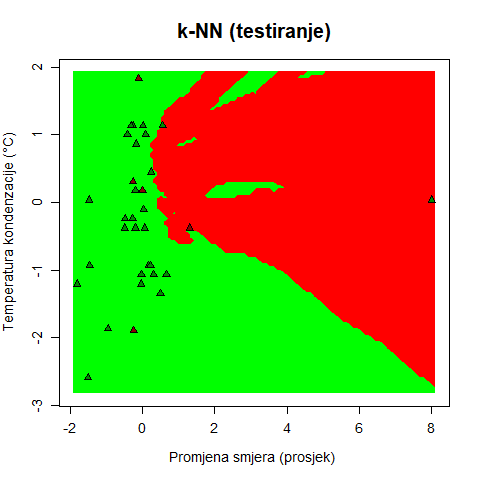 k-NN (testiranje)
Temperatura kondenzacije (°C)
2
1
0
-1
-2
-3
-2 0 2 4 6 8
Promjena smjera (prosjek)